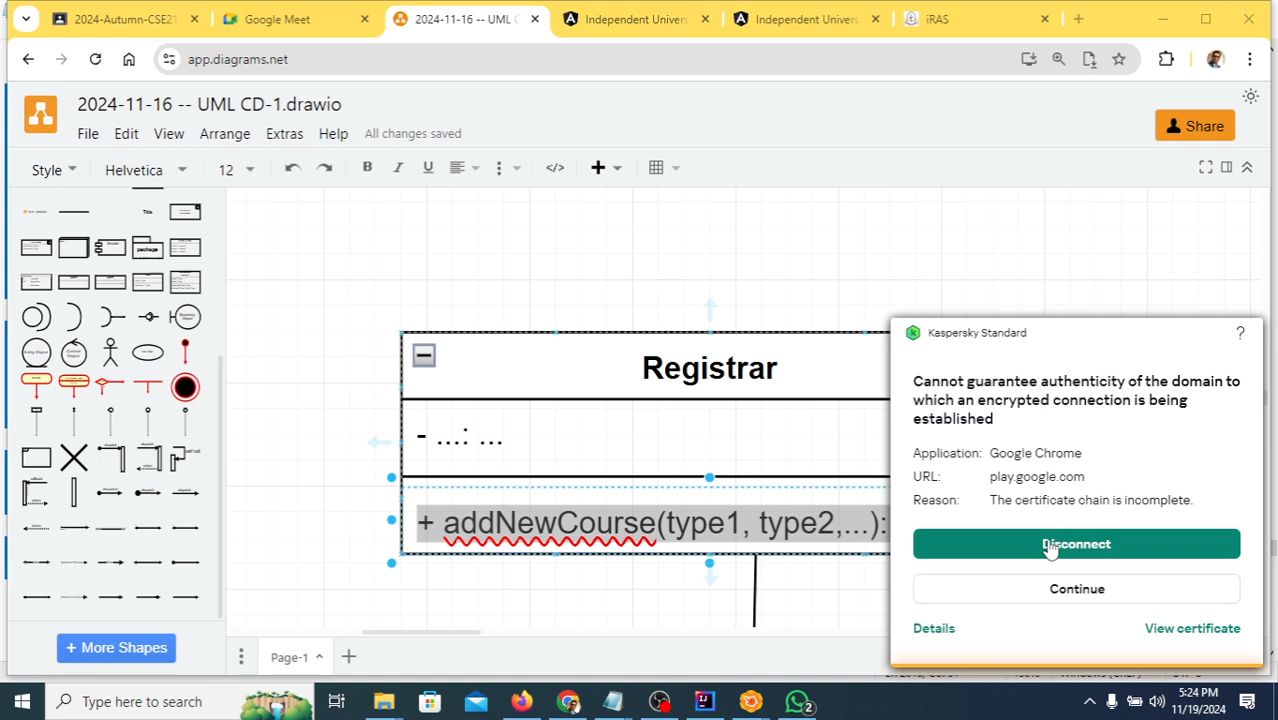 2024-Autumn-CSE21
Google Meet
2024-11-16 -- UML C
Independent Univers
Independent Univers
iRAS
app.diagrams.net
2024-11-16 -- UML CD-1.drawio
File Edit View Arrange Extras Help All changes saved
Share
Style Helvetica 12
Title
package
Registrar
- ...: ...
+ addNewCourse(type1, type2,...):
Kaspersky Standard
?
Cannot guarantee authenticity of the domain to
which an encrypted connection is being
established
Application: Google Chrome
URL: play.google.com
Reason: The certificate chain is incomplete.
Disconnect
Continue
Details View certificate
+ More Shapes
Page-1
Type here to search
2
5:24 PM
11/19/2024